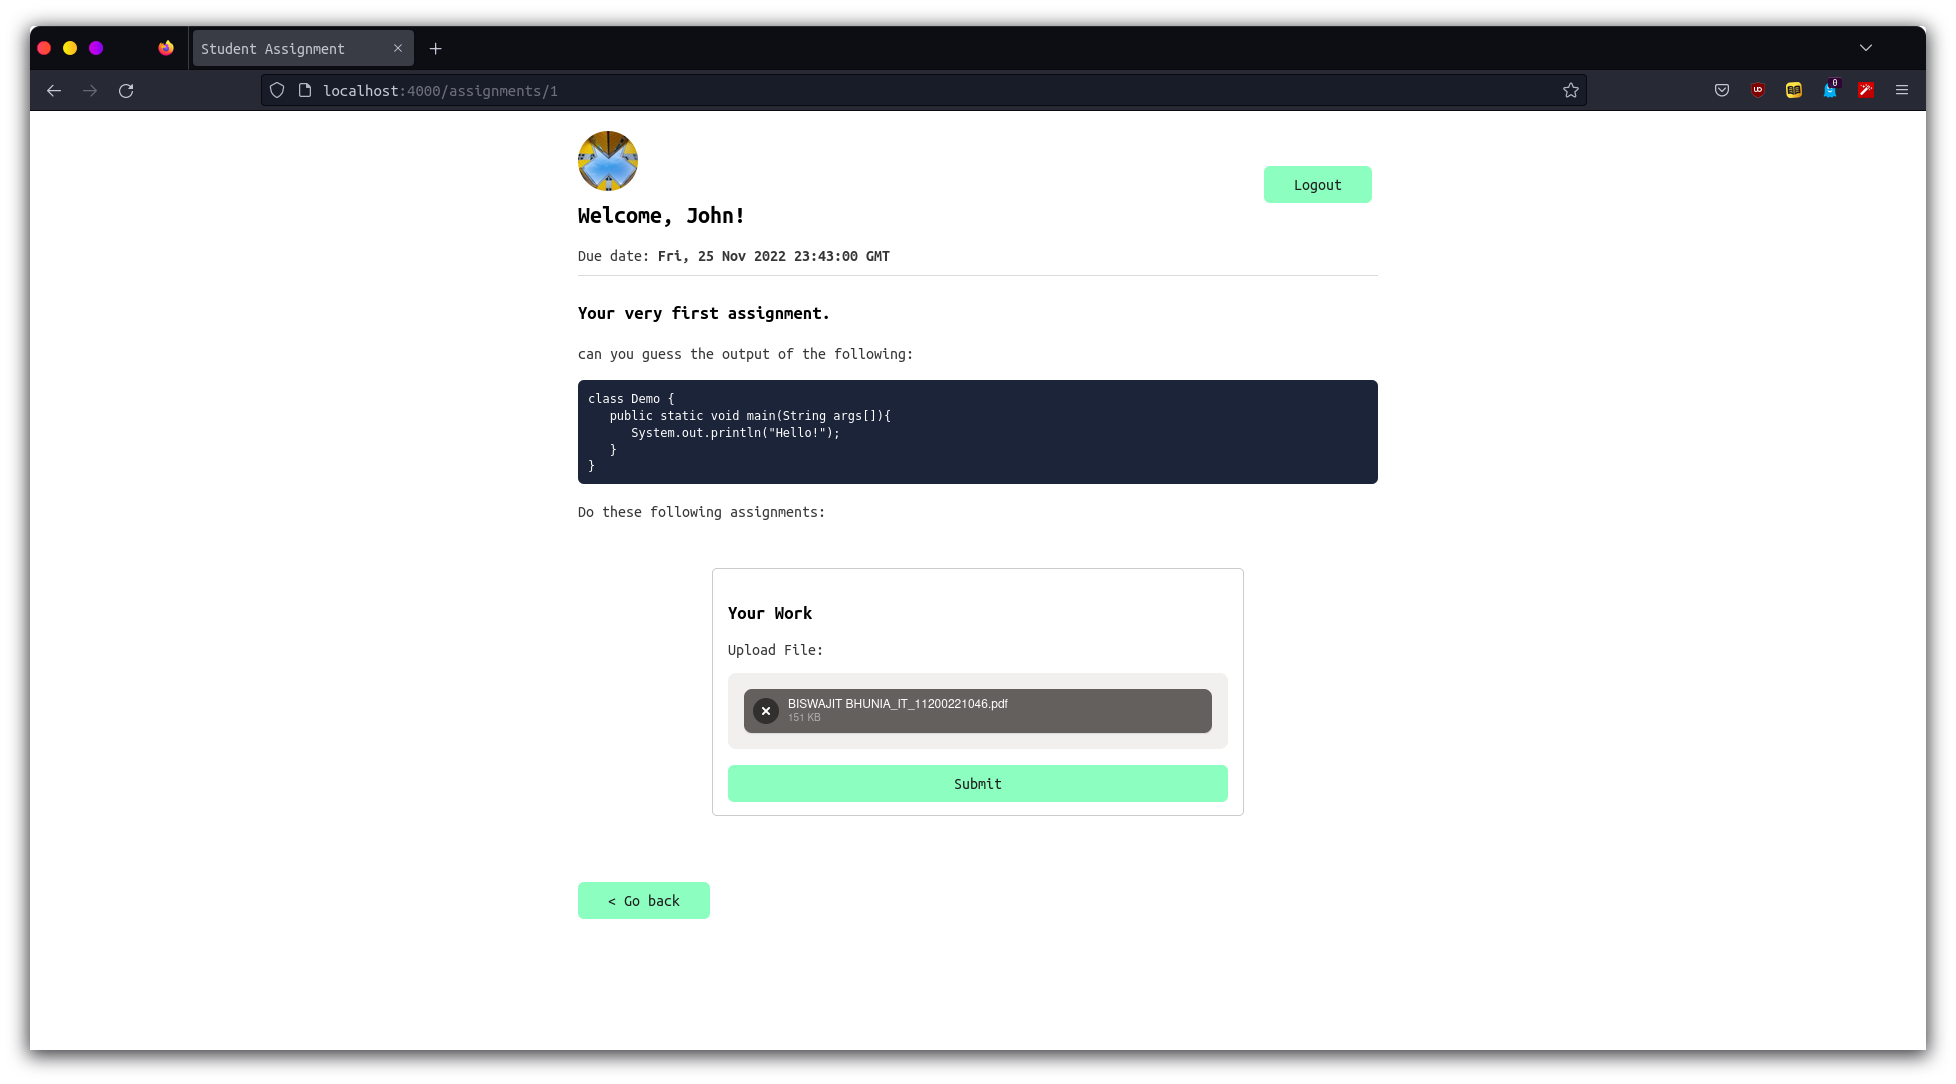 Student Assignment
localhost:4000/assignments/1
UD
0
Logout
Welcome, John!
Due date: Fri, 25 Nov 2022 23:43:00 GMT
Your very first assignment.
can you guess the output of the following:
class Demo {
public static void main(String args[]){
System.out.println("Hello!");
}
}
Do these following assignments:
Your Work
Upload File:
BISWAJIT BHUNIA_IT_11200221046.pdf
151 KB
Submit
< Go back